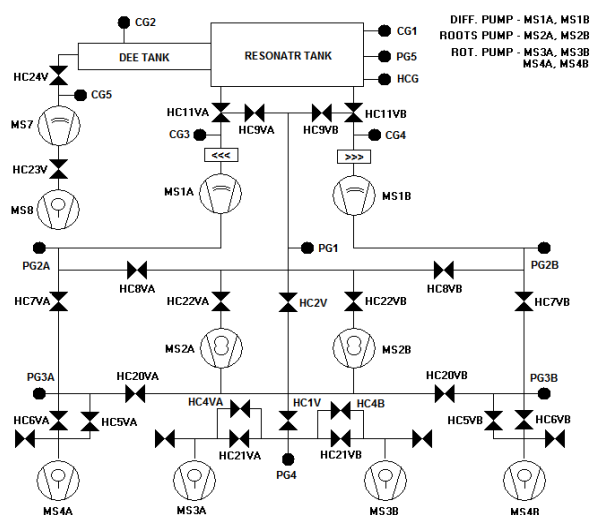 CG2
CG1
DIFF. PUMP - MS1A, MS1B
ROOTS PUMP - MS2A, MS2B
ROT. PUMP - MS3A, MS3B
MS4A, MS4B
DEE TANK
RESONATR TANK
PG5
HCG
HC24V
CG5
HC11VA
HC9VA
HC9VB
HC11VB
MS7
CG3
CG4
<<<
>>>
HC23V
MS8
MS1A
MS1B
PG2A
PG1
PG2B
HC8VA
HC8VB
HC7VA
HC22VA
HC2V
HC22VB
HC7VB
MS2A
MS2B
PG3A
HC20VA
HC20VB
PG3B
HC4VA
HC1V
HC4B
HC6VA
HC5VA
HC5VB
HC6VB
HC21VA
HC21VB
PG4
MS4A
MS3A
MS3B
MS4B